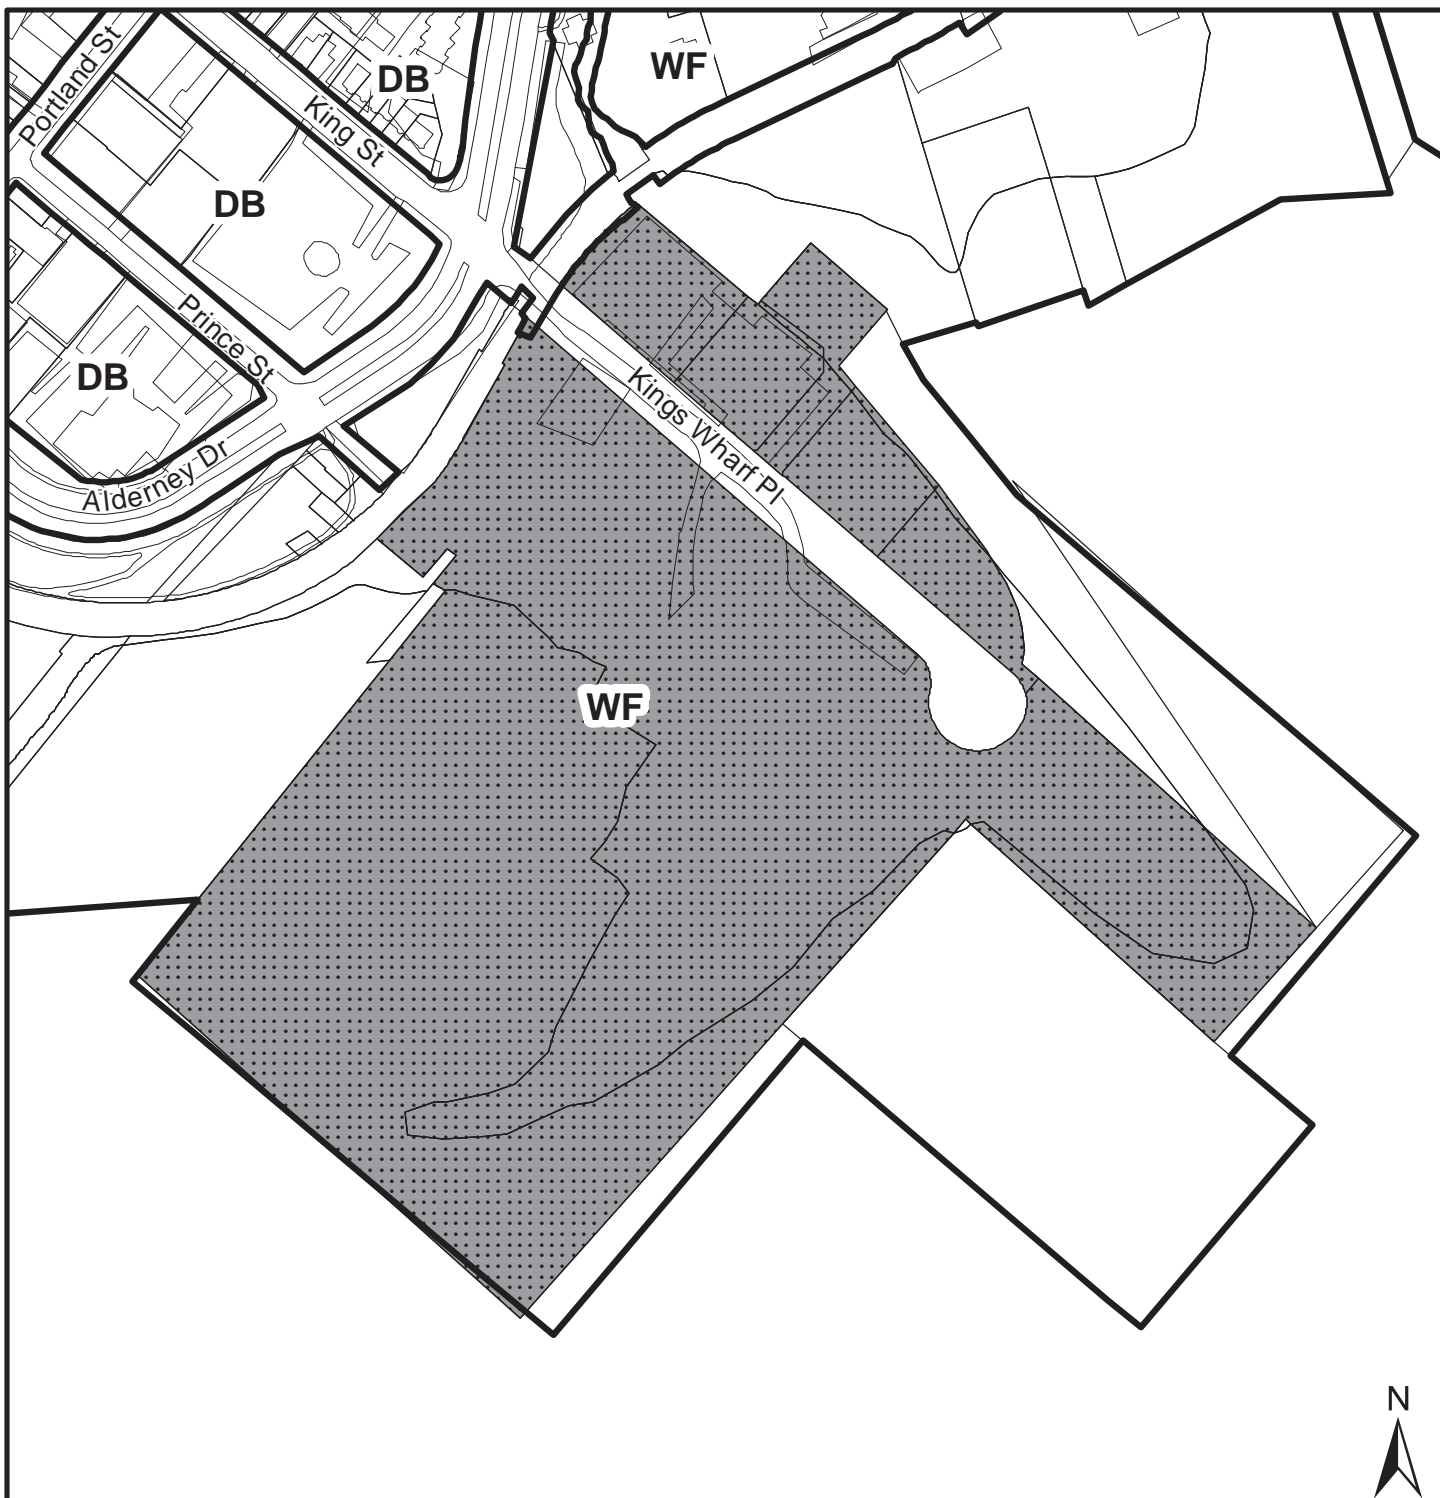 Portland St
King St
DB
WF
DB
Prince St
DB
Kings Wharf Pl
Alderney Dr
WF
N